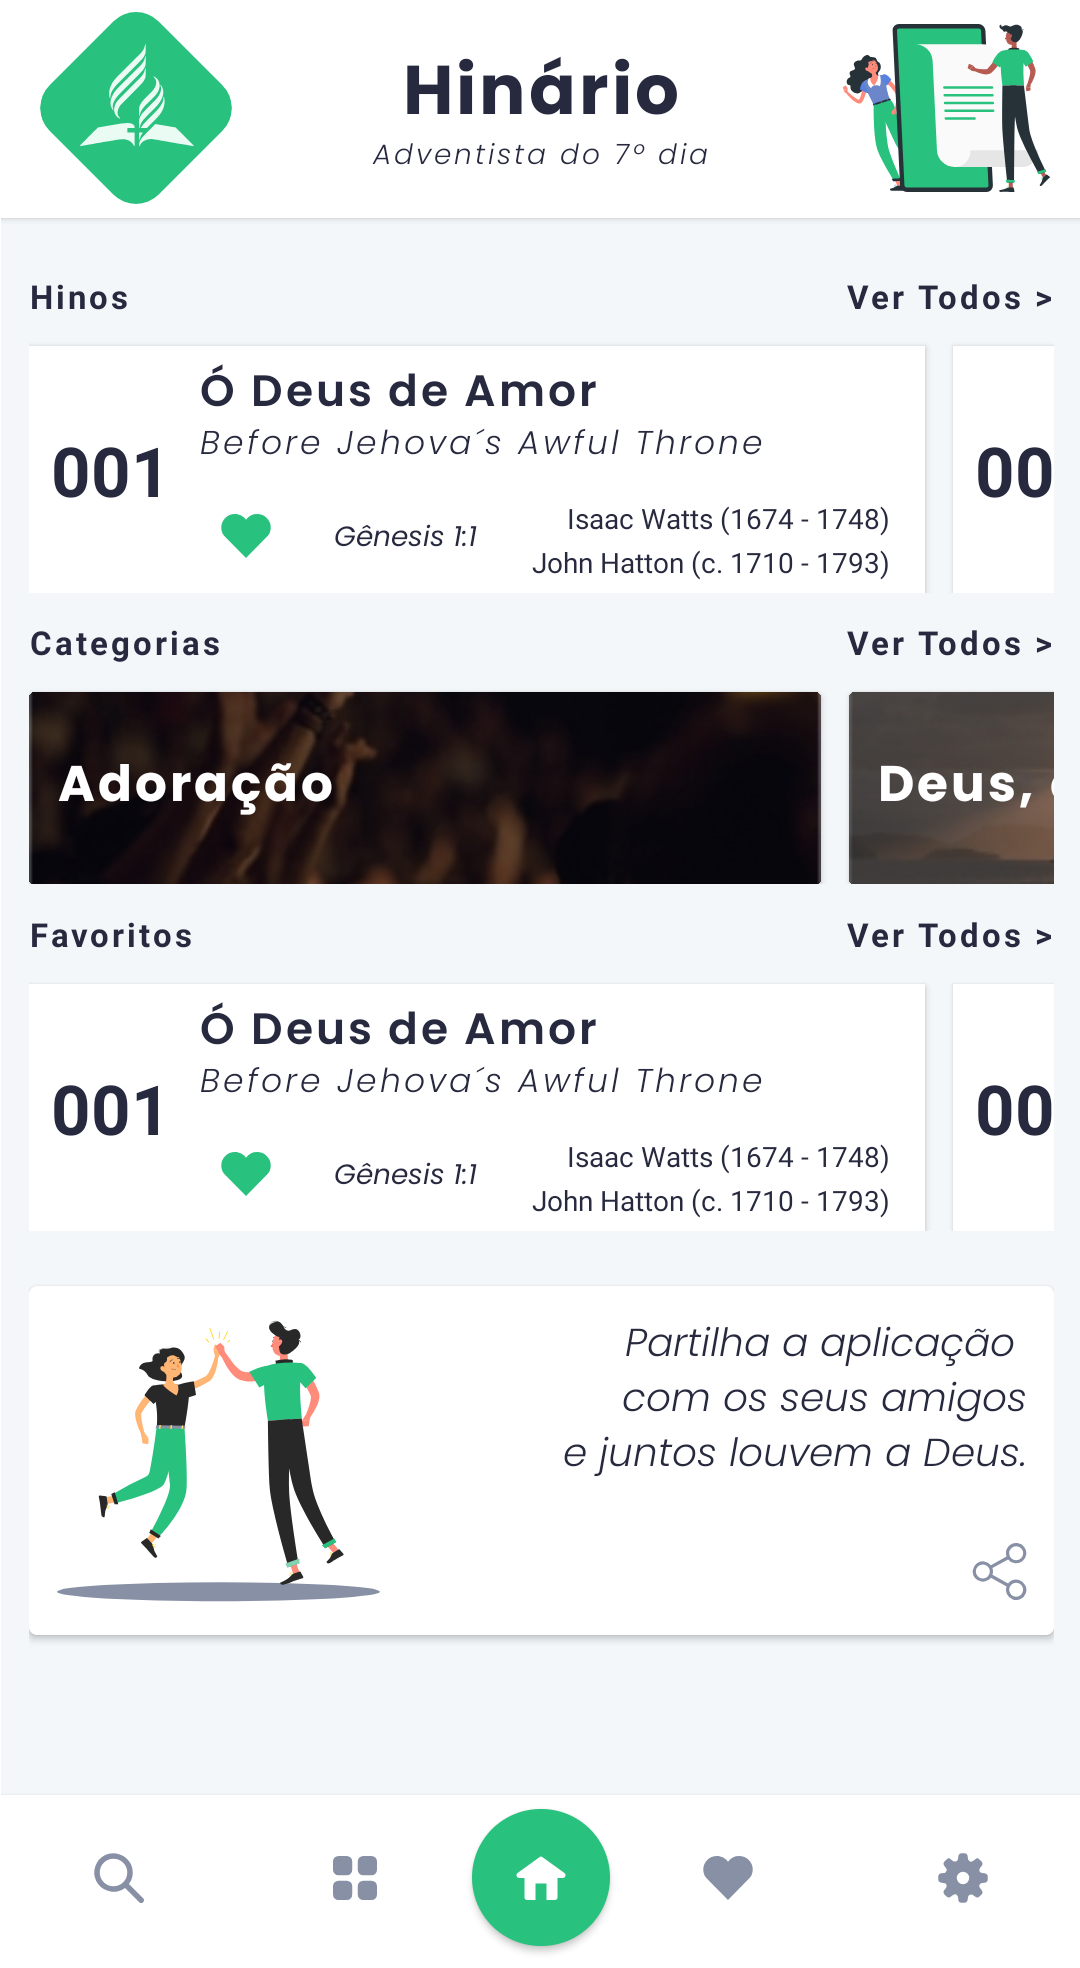 Hinário
Adventista do 7º dia
Hinos
Ver Todos >
Ó Deus de Amor
Before Jehova´s Awful Throne
001
00
Gênesis 1:1
Isaac Watts (1674 - 1748)
John Hatton (c. 1710 - 1793)
Categorias
Ver Todos >
Adoração
Deus,
Favoritos
Ver Todos >
Ó Deus de Amor
Before Jehova´s Awful Throne
001
00
Gênesis 1:1
Isaac Watts (1674 - 1748)
John Hatton (c. 1710 - 1793)
Partilha a aplicação
com os seus amigos
e juntos louvem a Deus.